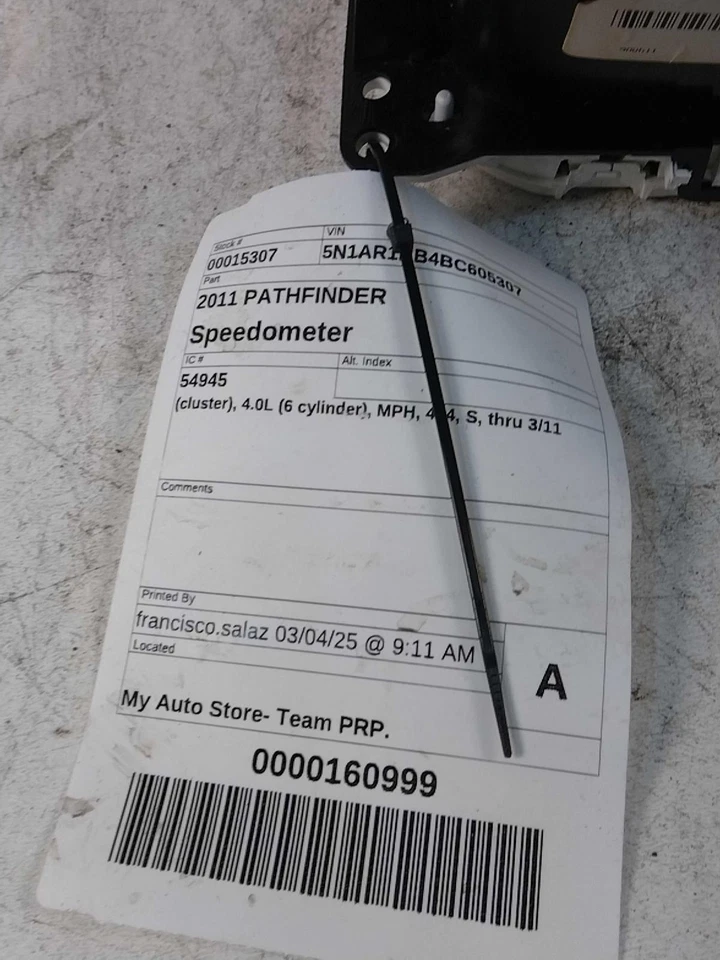 Stock #
VIN
00015307
Part
2011 PATHFINDER
Speedometer
IC #
Alt. Index
54945
(cluster), 4.0L (6 cylinder), MPH, S, thru 3/11
Comments
Printed By
francisco.salaz 03/04/25 @ 9:11 AM
A
Located
My Auto Store- Team PRP.
0000160999